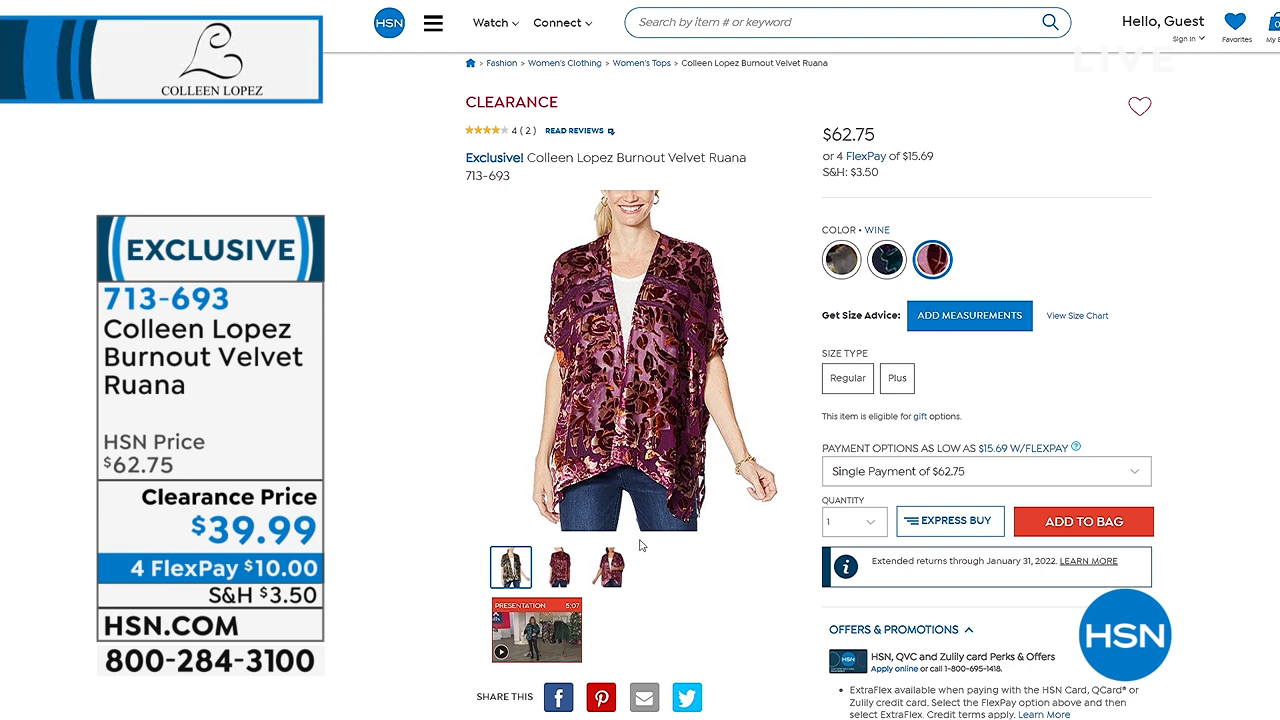 COLLEEN LOPEZ
EXCLUSIVE
713-693
Colleen Lopez
Burnout Velvet
Ruana
HSN Price
$62.75
Clearance Price
$39.99
4 FlexPay $10.00
S&H $3.50
HSN.COM
800-284-3100
HSN
Watch
Connect
Search by item # or keyword
Hello, Guest
Sign In
Favorites
0
LIVE
> Fashion > Women's Clothing > Women's Tops > Colleen Lopez Burnout Velvet Ruana
CLEARANCE
4 ( 2 ) READ REVIEWS
Exclusive! Colleen Lopez Burnout Velvet Ruana
713-693
PRESENTATION 5:07
SHARE THIS
$62.75
or 4 FlexPay of $15.69
S&H: $3.50
COLOR • WINE
Get Size Advice: ADD MEASUREMENTS View Size Chart
SIZE TYPE
Regular Plus
This item is eligible for gift options.
PAYMENT OPTIONS AS LOW AS $15.69 W/FLEXPAY ?
Single Payment of $62.75
QUANTITY
1 EXPRESS BUY ADD TO BAG
Extended returns through January 31, 2022. LEARN MORE
OFFERS & PROMOTIONS
HSN
HSN, QVC and Zulily card Perks & Offers
Apply online or call 1-800-695-1418.
• ExtraFlex available when paying with the HSN Card, QCard® or
Zulily credit card. Select the FlexPay option above and then
select ExtraFlex. Credit terms apply. Learn More
HSN